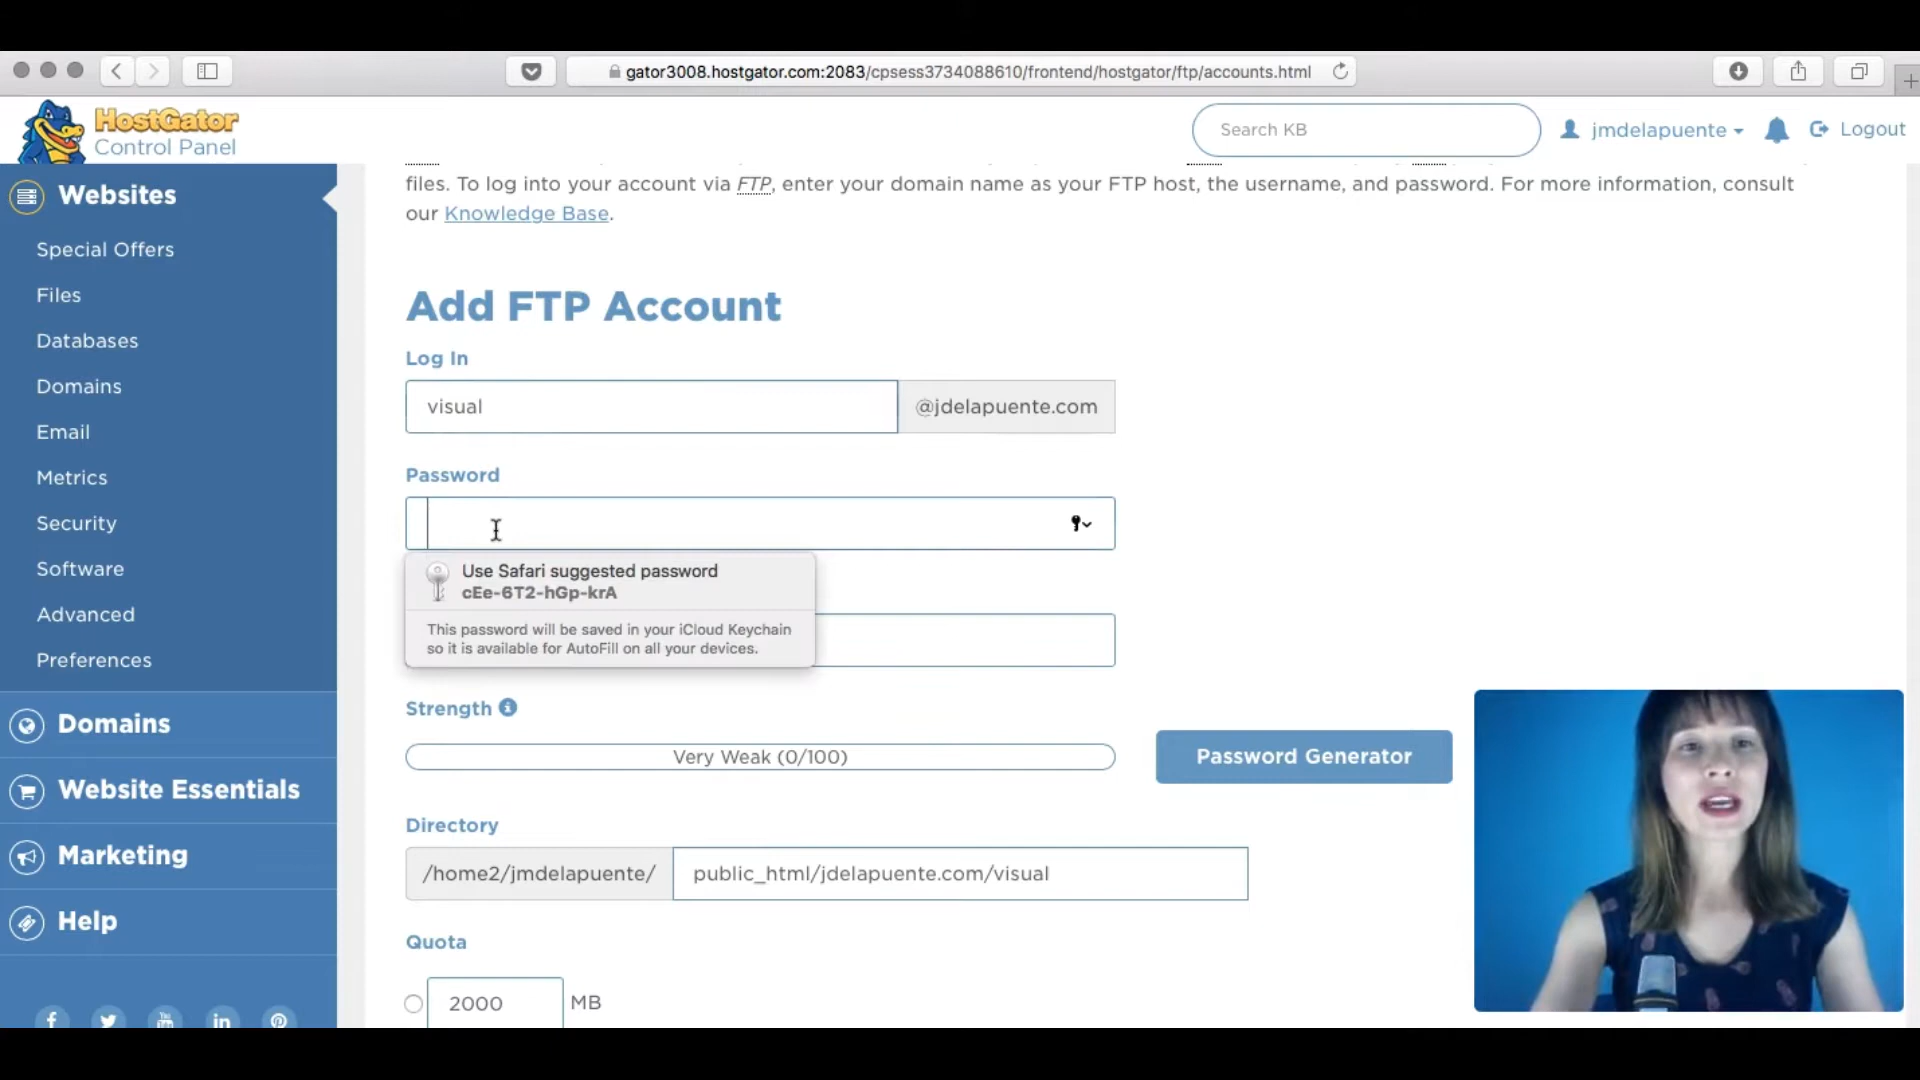 gator3008.hostgator.com:2083/cpsess3734088610/frontend/hostgator/ftp/accounts.html
HostGator
Control Panel
Search KB
jmdelapuente
Logout
Websites
Special Offers
Files
Databases
Domains
Email
Metrics
Security
Software
Advanced
Preferences
Domains
Website Essentials
Marketing
Help
files. To log into your account via FTP, enter your domain name as your FTP host, the username, and password. For more information, consult
our Knowledge Base.
Add FTP Account
Log In
visual
@jdelapuente.com
Password
Use Safari suggested password
cEe-6T2-hGp-krA
This password will be saved in your iCloud Keychain
so it is available for AutoFill on all your devices.
Strength
Very Weak (0/100)
Password Generator
Directory
/home2/jmdelapuente/
public_html/jdelapuente.com/visual
Quota
2000
MB